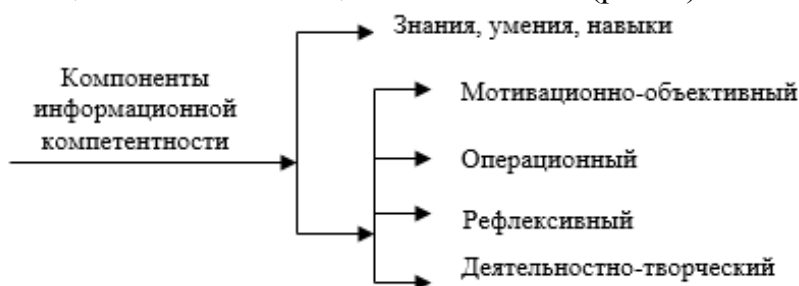 Знания, умения, навыки
Компоненты
информационной
компетентности
Мотивационно-объективный
Операционный
Рефлексивный
Деятельностно-творческий